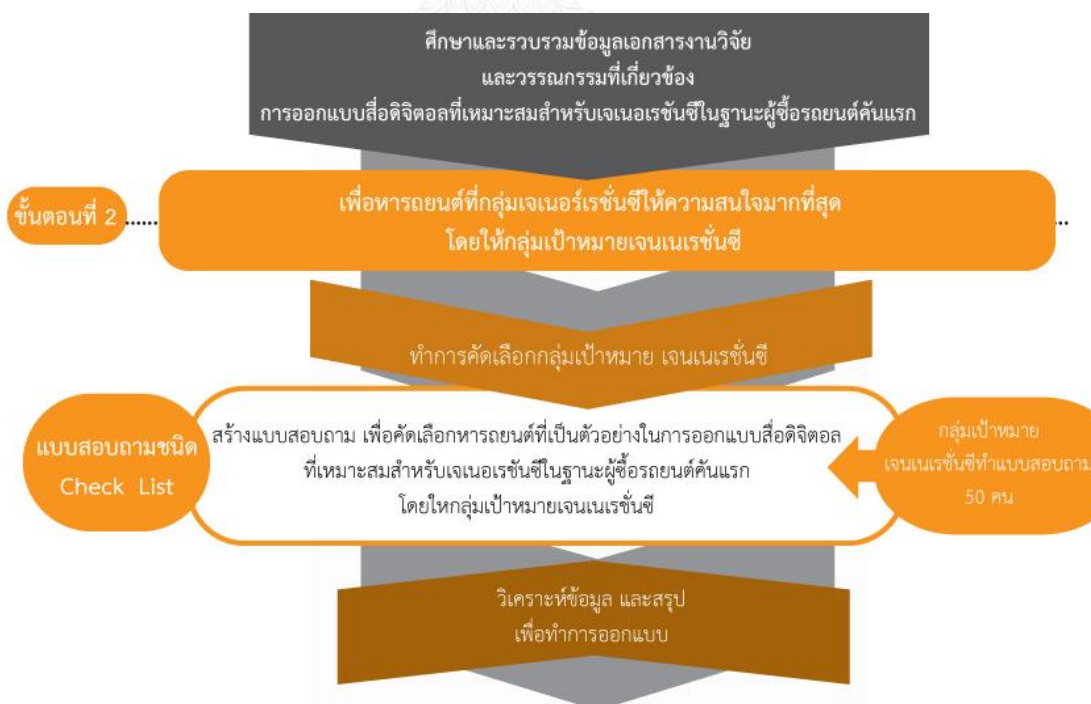 ศึกษาและรวบรวมข้อมูลเอกสารงานวิจัย
และวรรณกรรมที่เกี่ยวข้อง
การออกแบบสื่อดิจิตอลที่เหมาะสมสำหรับเจเนอเรชันซีในฐานะผู้ซื้อรถยนต์คันแรก
ขั้นตอนที่ 2 ......
เพื่อหารถยนต์ที่กลุ่มเจเนอร์เรชั่นซีให้ความสนใจมากที่สุด
โดยให้กลุ่มเป้าหมายเจนเนเรชั่นซี
...
ทำการคัดเลือกกลุ่มเป้าหมาย เจนเนเรชั่นซี
แบบสอบถามชนิด
Check List
สร้างแบบสอบถาม เพื่อคัดเลือกหารถยนต์ที่เป็นตัวอย่างในการออกแบบสื่อดิจิตอล
ที่เหมาะสมสำหรับเจเนอเรชันซีในฐานะผู้ซื้อรถยนต์คันแรก
โดยใหกลุ่มเป้าหมายเจนเนเรชั่นซี
กลุ่มเป้าหมาย
เจนเนเรชั่นซีทำแบบสอบถาม
50 คน
วิเคราะห์ข้อมูล และสรุป
เพื่อทำการออกแบบ